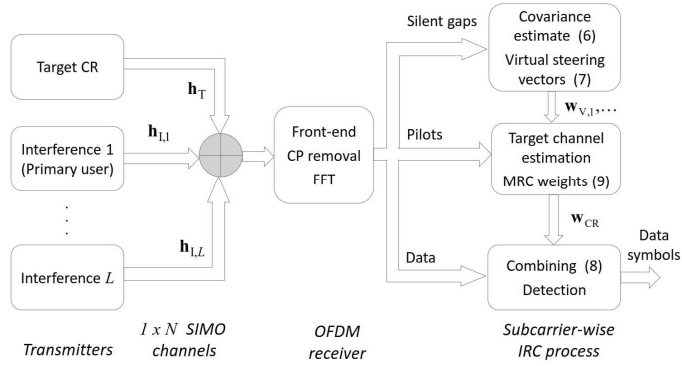 Silent gaps
Covariance
estimate (6)
Virtual steering
vectors (7)
Target CR
h_T
w_V,1,...
h_I,1
Interference 1
(Primary user)
Front-end
CP removal
FFT
Pilots
Target channel
estimation
MRC weights (9)
.
.
.
h_I,L
w_CR
Interference L
Data
Combining (8)
Detection
Data
symbols
Transmitters
1 x N SIMO
channels
OFDM
receiver
Subcarrier-wise
IRC process